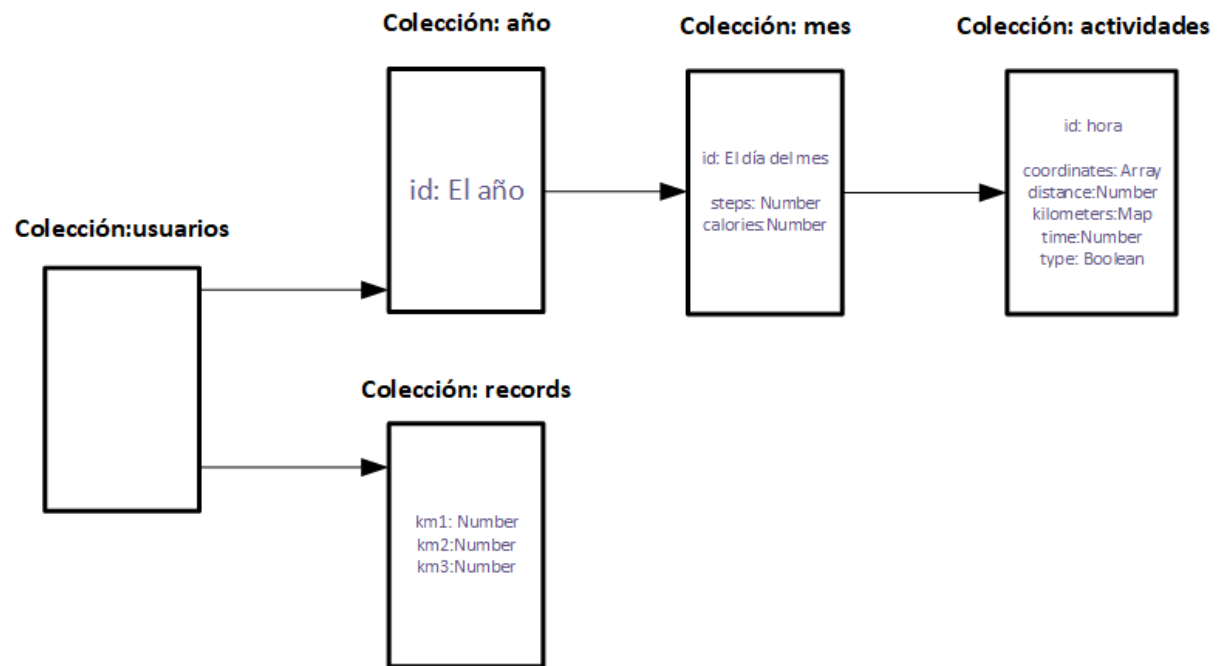 Colección: año
Colección: mes
Colección: actividades
id: El año
id: El día del mes
steps: Number
calories:Number
id: hora
coordinates: Array
distance:Number
kilometers:Map
time:Number
type: Boolean
Colección:usuarios
Colección: records
km1: Number
km2:Number
km3:Number